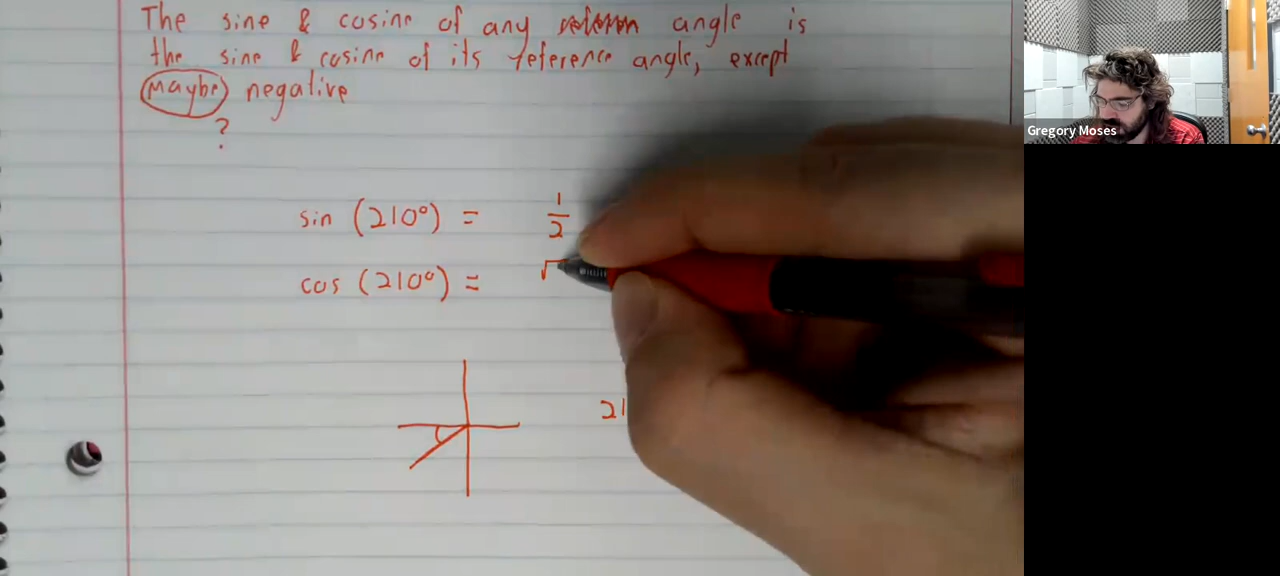 The sine & cosine of any angle is
the sine & cosine of its reference angle, except
maybe negative
?
sin (210°) = 1/2
cos (210°) = √
21
Gregory Moses